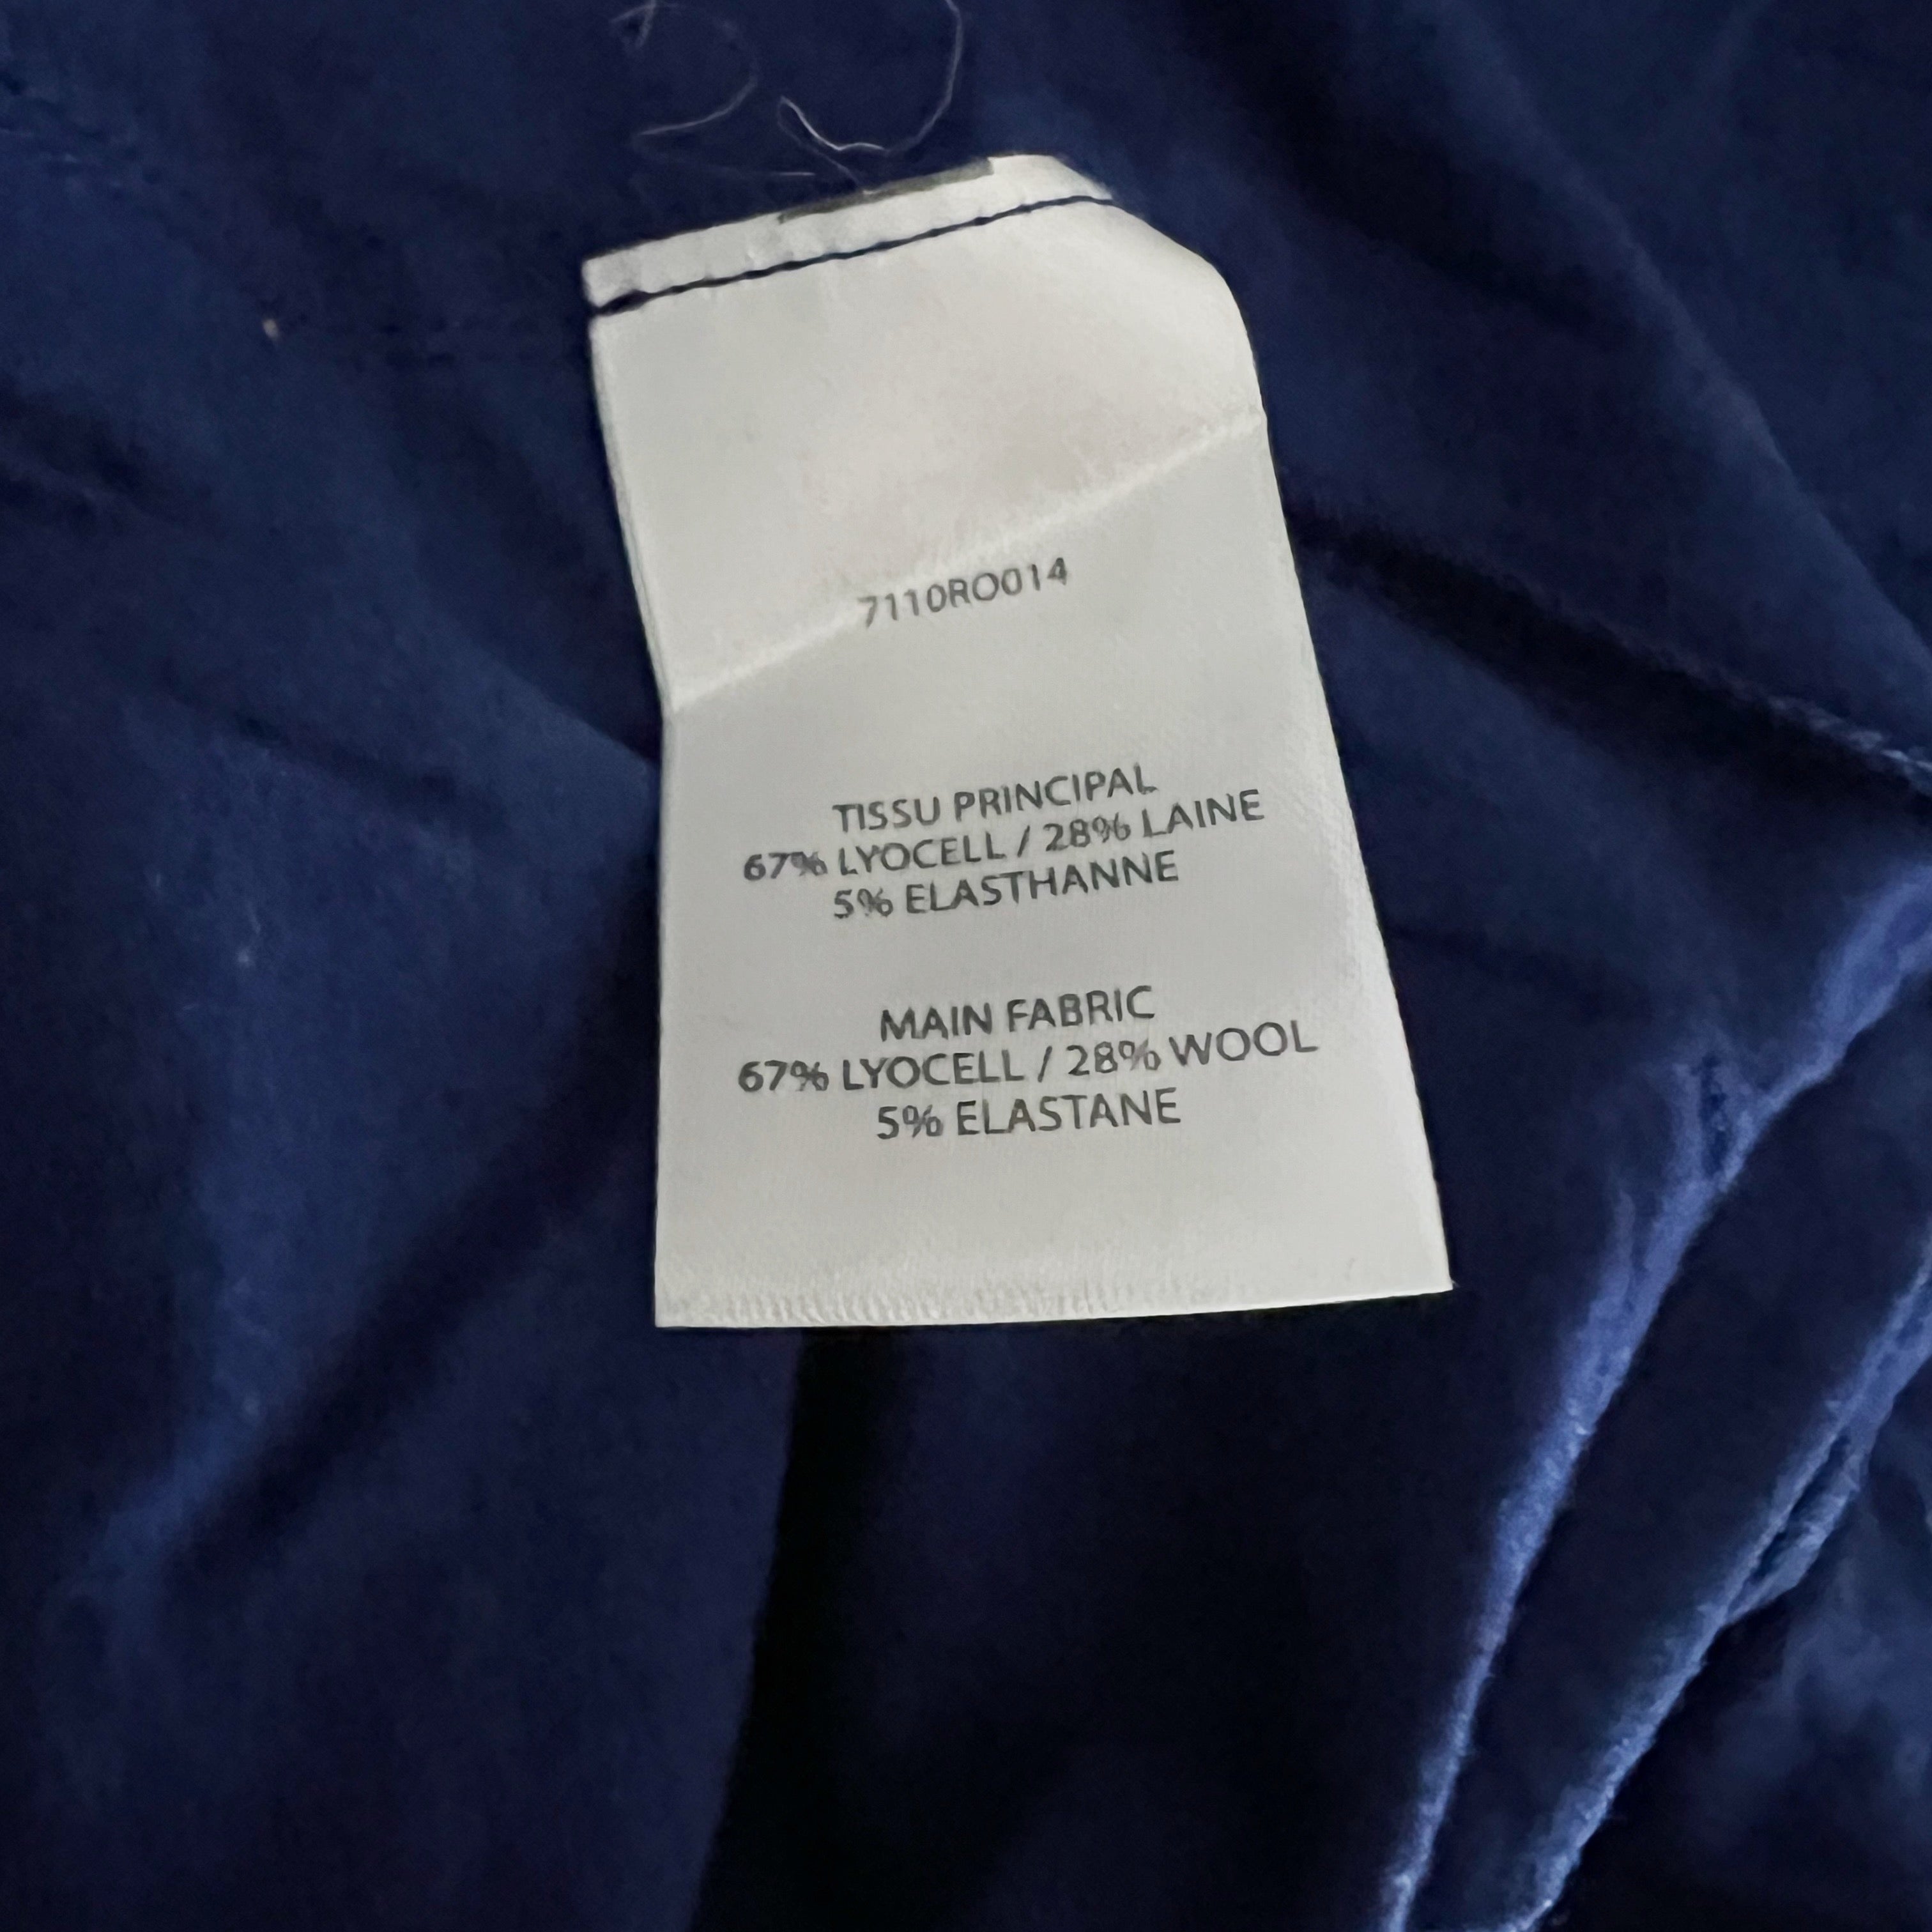 7110RO014
TISSU PRINCIPAL
67% LYOCELL / 28% LAINE
5% ELASTHANNE
MAIN FABRIC
67% LYOCELL / 28% WOOL
5% ELASTANE